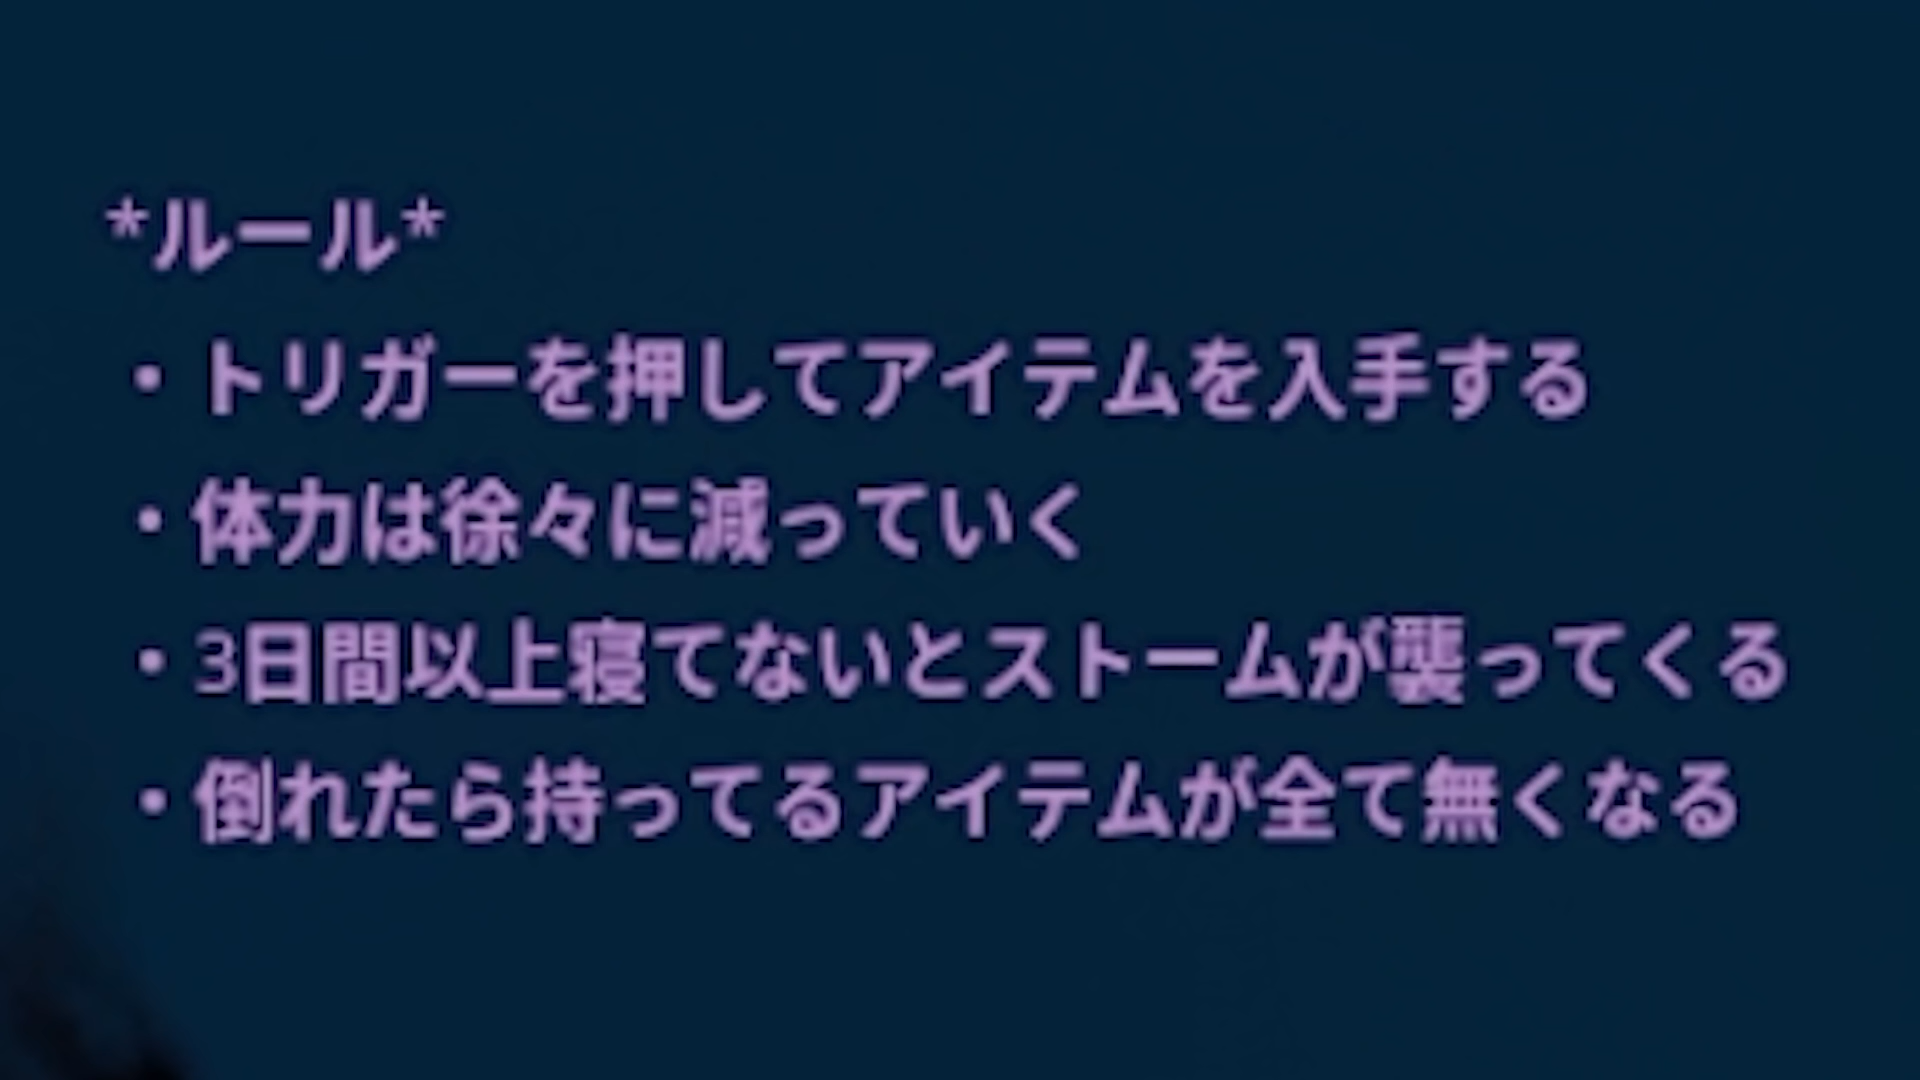 *ルール*
・トリガーを押してアイテムを入手する
・体力は徐々に減っていく
・3日間以上寝てないとストームが襲ってくる
・倒れたら持ってるアイテムが全て無くなる